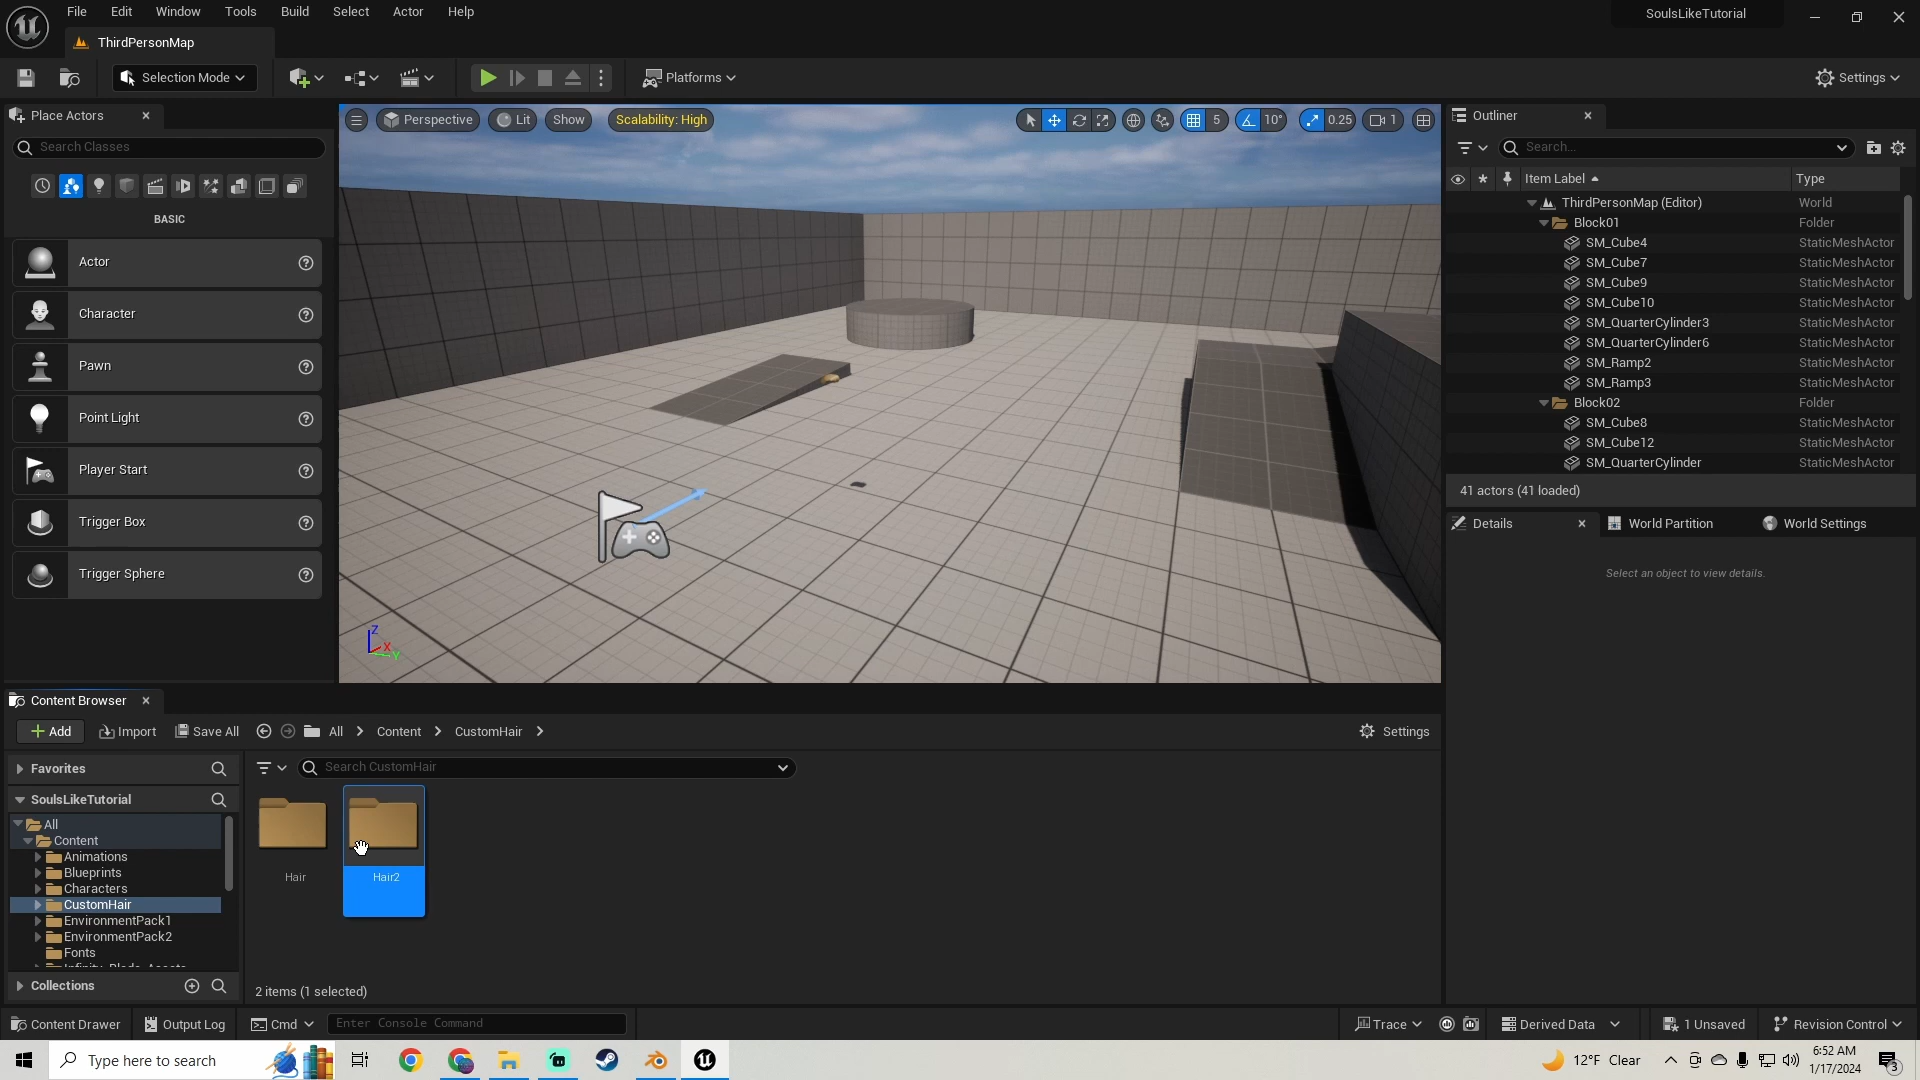 File Edit Window Tools Build Select Actor Help
SoulsLikeTutorial
ThirdPersonMap
Selection Mode
Platforms
Settings
Place Actors
Search Classes
BASIC
Actor
Character
Pawn
Point Light
Player Start
Trigger Box
Trigger Sphere
Perspective
Lit
Show
Scalability: High
5
10°
0.25
1
Z
X
Y
Outliner
Search...
Item Label Type
ThirdPersonMap (Editor) World
Block01 Folder
SM_Cube4 StaticMeshActor
SM_Cube7 StaticMeshActor
SM_Cube9 StaticMeshActor
SM_Cube10 StaticMeshActor
SM_QuarterCylinder3 StaticMeshActor
SM_QuarterCylinder6 StaticMeshActor
SM_Ramp2 StaticMeshActor
SM_Ramp3 StaticMeshActor
Block02 Folder
SM_Cube8 StaticMeshActor
SM_Cube12 StaticMeshActor
SM_QuarterCylinder StaticMeshActor
41 actors (41 loaded)
Details
World Partition
World Settings
Select an object to view details.
Content Browser
Add
Import
Save All
All > Content > CustomHair >
Settings
Favorites
SoulsLikeTutorial
All
Content
Animations
Blueprints
Characters
CustomHair
EnvironmentPack1
EnvironmentPack2
Fonts
Collections
Search CustomHair
Hair
Hair2
2 items (1 selected)
Content Drawer
Output Log
Cmd
Enter Console Command
Trace
Derived Data
1 Unsaved
Revision Control
Type here to search
12°F Clear
6:52 AM
1/17/2024
3